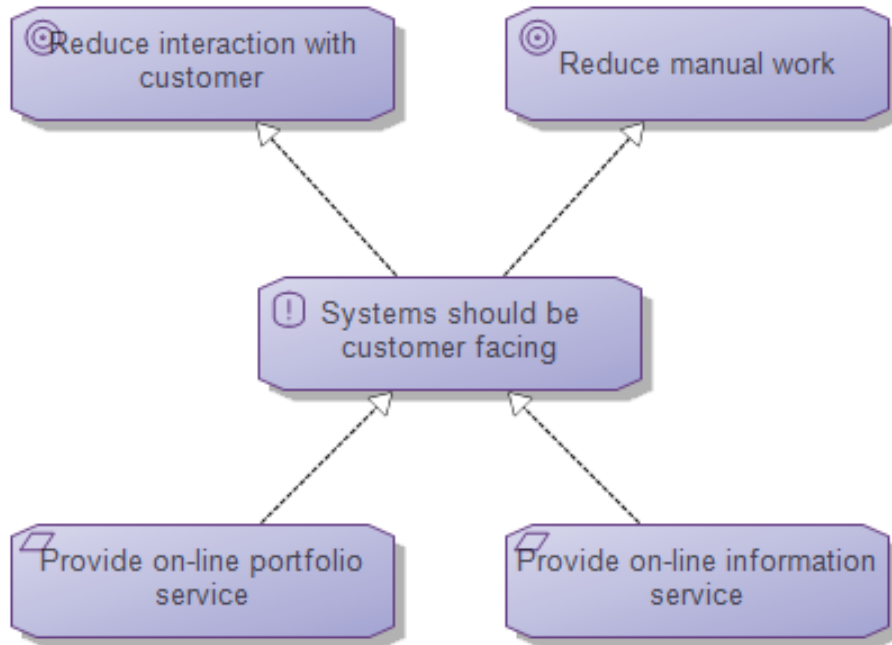 Reduce interaction with
customer
Reduce manual work
Systems should be
customer facing
Provide on-line portfolio
service
Provide on-line information
service